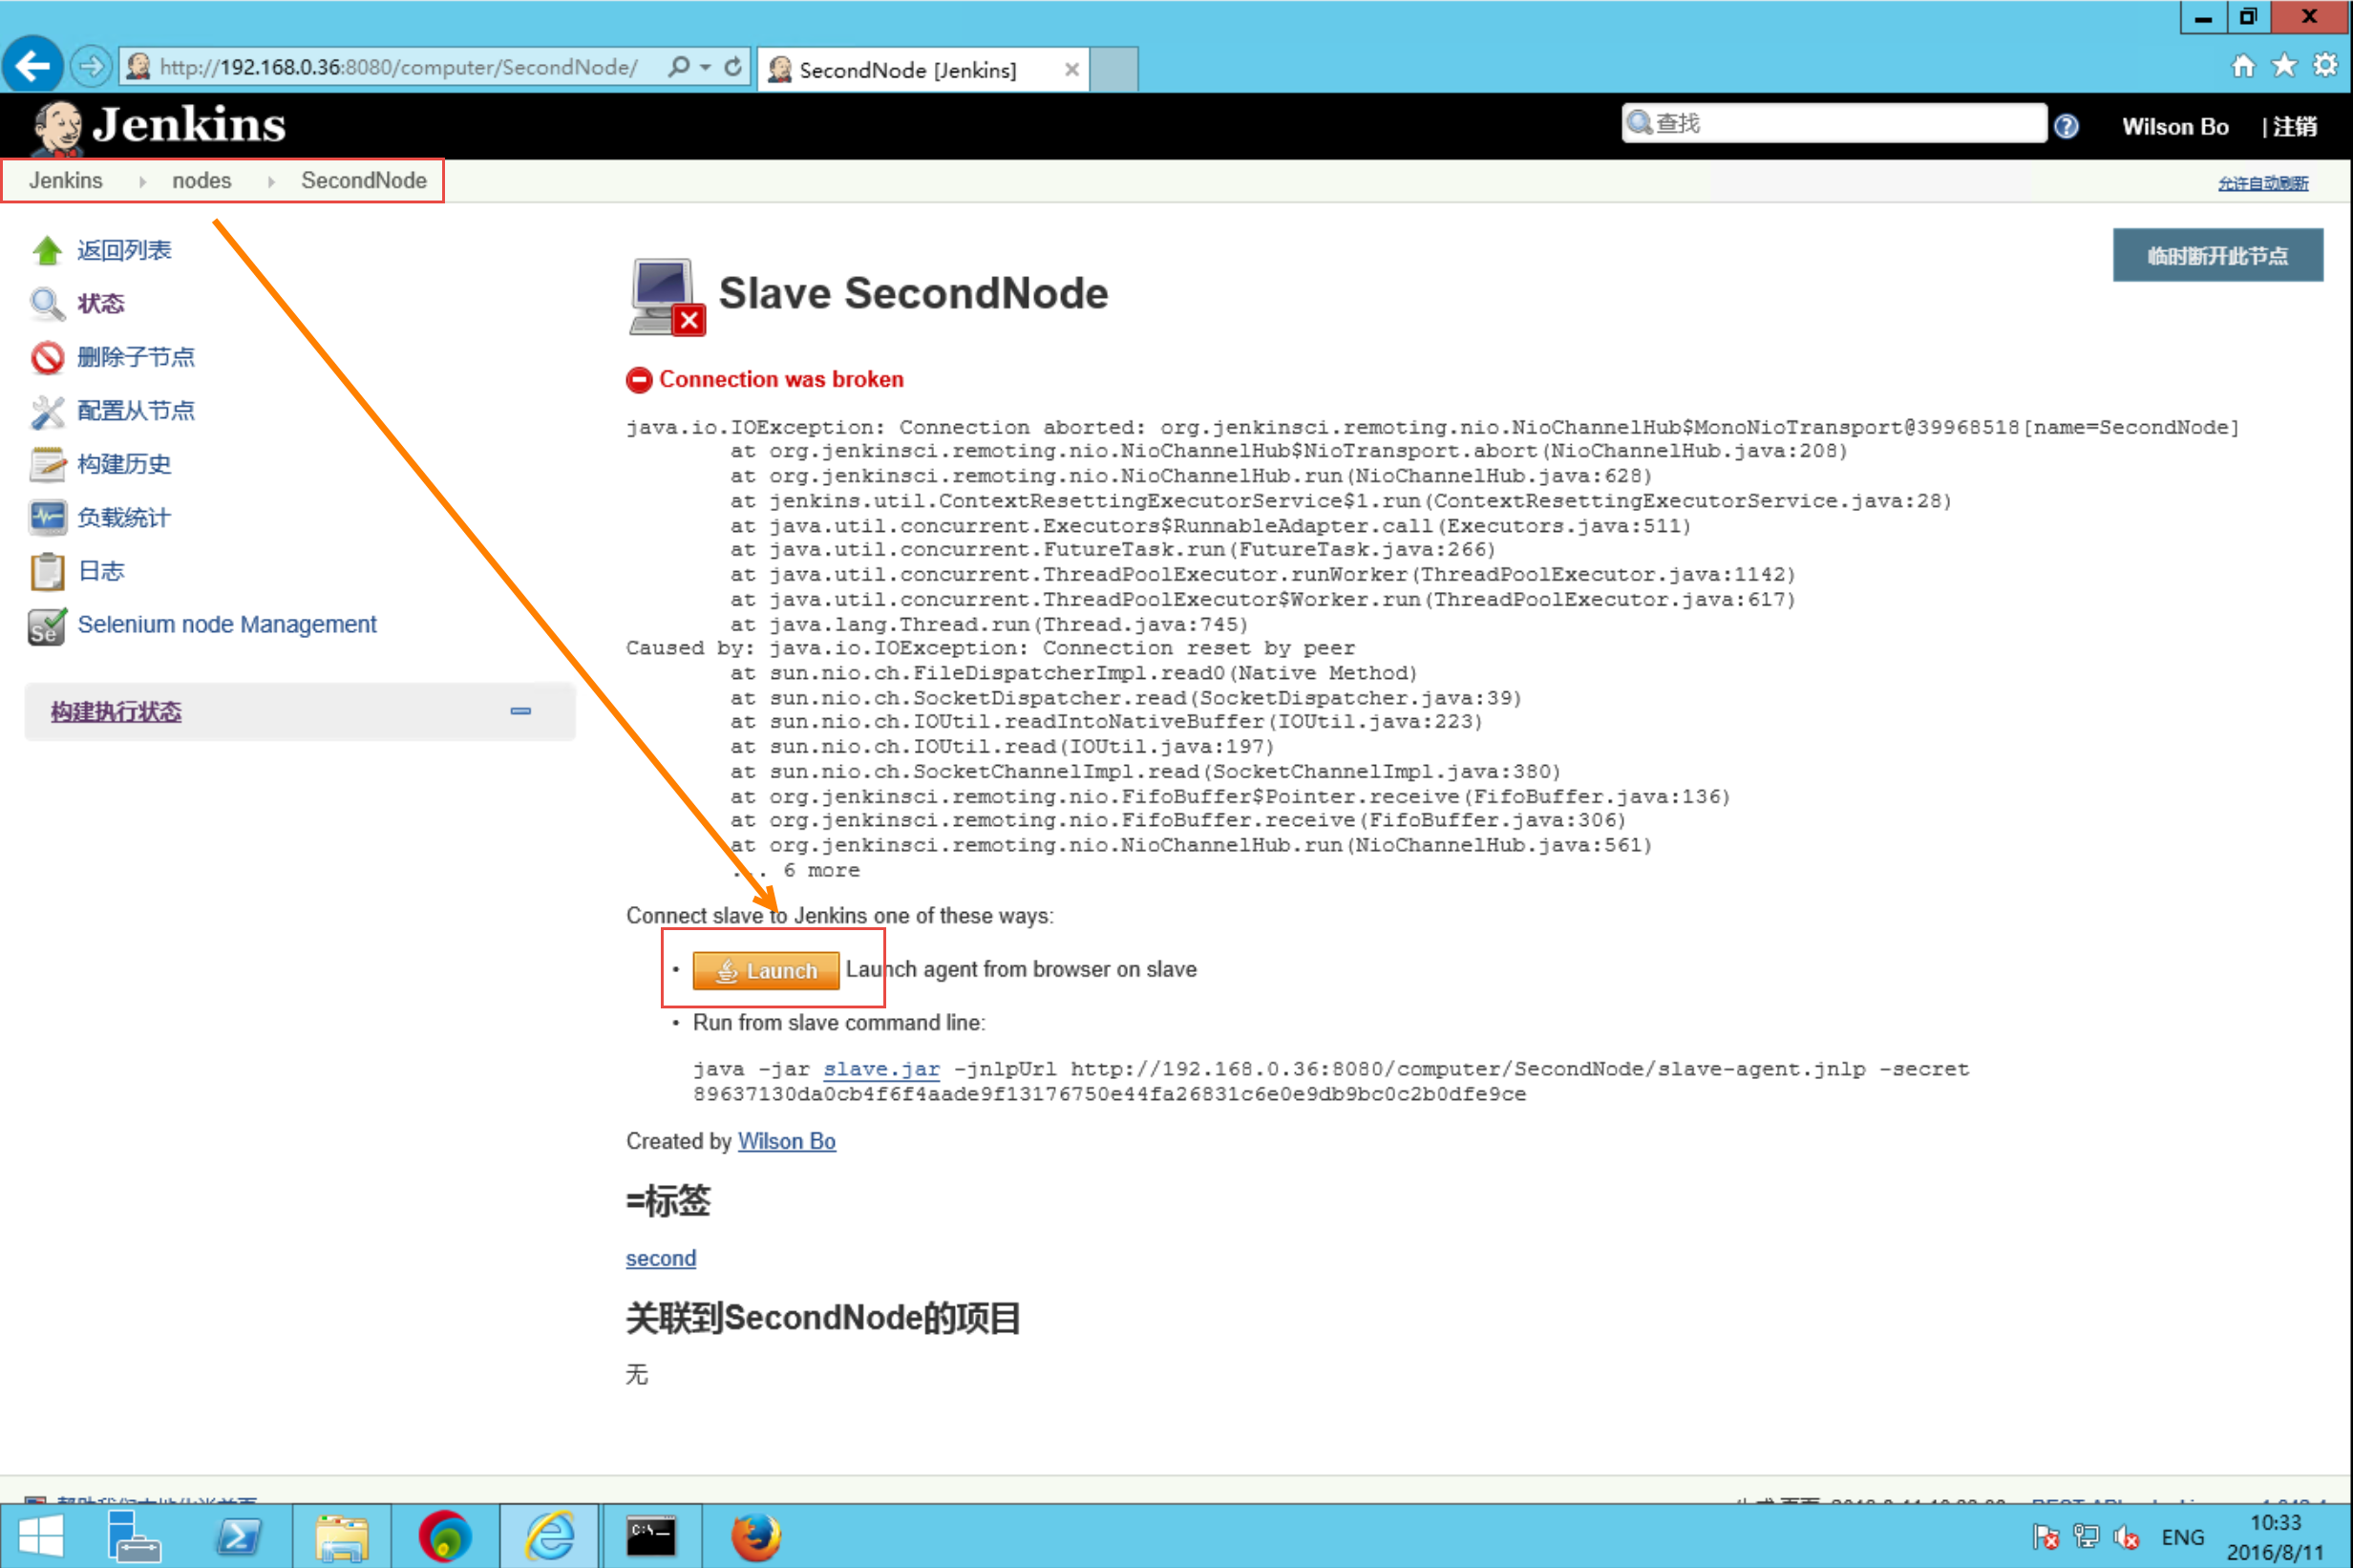 http://192.168.0.36:8080/computer/SecondNode/
SecondNode [Jenkins]
Jenkins
查找
Wilson Bo
| 注销
Jenkins
nodes
SecondNode
允许自动刷新
返回列表
状态
删除子节点
配置从节点
构建历史
负载统计
日志
Selenium node Management
构建执行状态
临时断开此节点
Slave SecondNode
Connection was broken
java.io.IOException: Connection aborted: org.jenkinsci.remoting.nio.NioChannelHub$MonoNioTransport@39968518[name=SecondNode]
at org.jenkinsci.remoting.nio.NioChannelHub$NioTransport.abort(NioChannelHub.java:208)
at org.jenkinsci.remoting.nio.NioChannelHub.run(NioChannelHub.java:628)
at jenkins.util.ContextResettingExecutorService$1.run(ContextResettingExecutorService.java:28)
at java.util.concurrent.Executors$RunnableAdapter.call(Executors.java:511)
at java.util.concurrent.FutureTask.run(FutureTask.java:266)
at java.util.concurrent.ThreadPoolExecutor.runWorker(ThreadPoolExecutor.java:1142)
at java.util.concurrent.ThreadPoolExecutor$Worker.run(ThreadPoolExecutor.java:617)
at java.lang.Thread.run(Thread.java:745)
Caused by: java.io.IOException: Connection reset by peer
at sun.nio.ch.FileDispatcherImpl.read0(Native Method)
at sun.nio.ch.SocketDispatcher.read(SocketDispatcher.java:39)
at sun.nio.ch.IOUtil.readIntoNativeBuffer(IOUtil.java:223)
at sun.nio.ch.IOUtil.read(IOUtil.java:197)
at sun.nio.ch.SocketChannelImpl.read(SocketChannelImpl.java:380)
at org.jenkinsci.remoting.nio.FifoBuffer$Pointer.receive(FifoBuffer.java:136)
at org.jenkinsci.remoting.nio.FifoBuffer.receive(FifoBuffer.java:306)
at org.jenkinsci.remoting.nio.NioChannelHub.run(NioChannelHub.java:561)
... 6 more
Connect slave to Jenkins one of these ways:
• Launch Launch agent from browser on slave
• Run from slave command line:
java -jar slave.jar -jnlpUrl http://192.168.0.36:8080/computer/SecondNode/slave-agent.jnlp -secret
89637130da0cb4f6f4aade9f13176750e44fa26831c6e0e9db9bc0c2b0dfe9ce
Created by Wilson Bo
=标签
second
关联到SecondNode的项目
无
ENG
10:33
2016/8/11